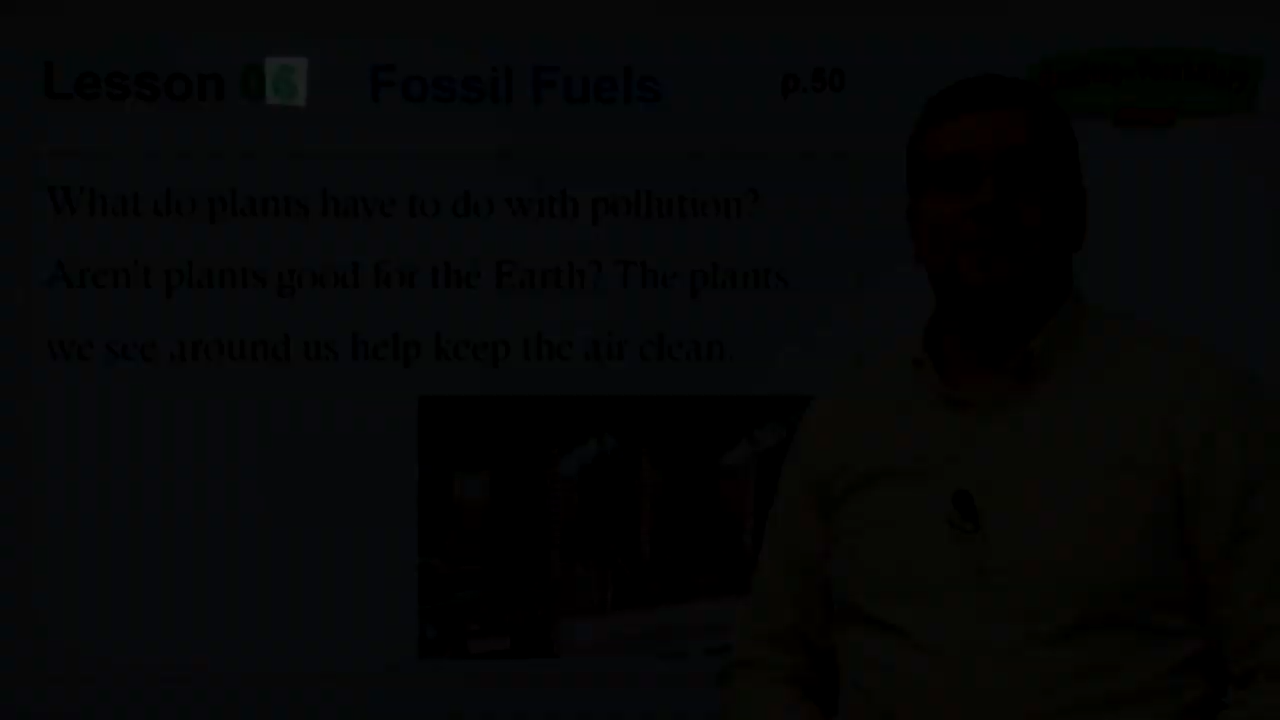 Lesson 06 Fossil Fuels p.50
What do plants have to do with pollution?
Aren't plants good for the Earth? The plants
we see around us help keep the air clean.